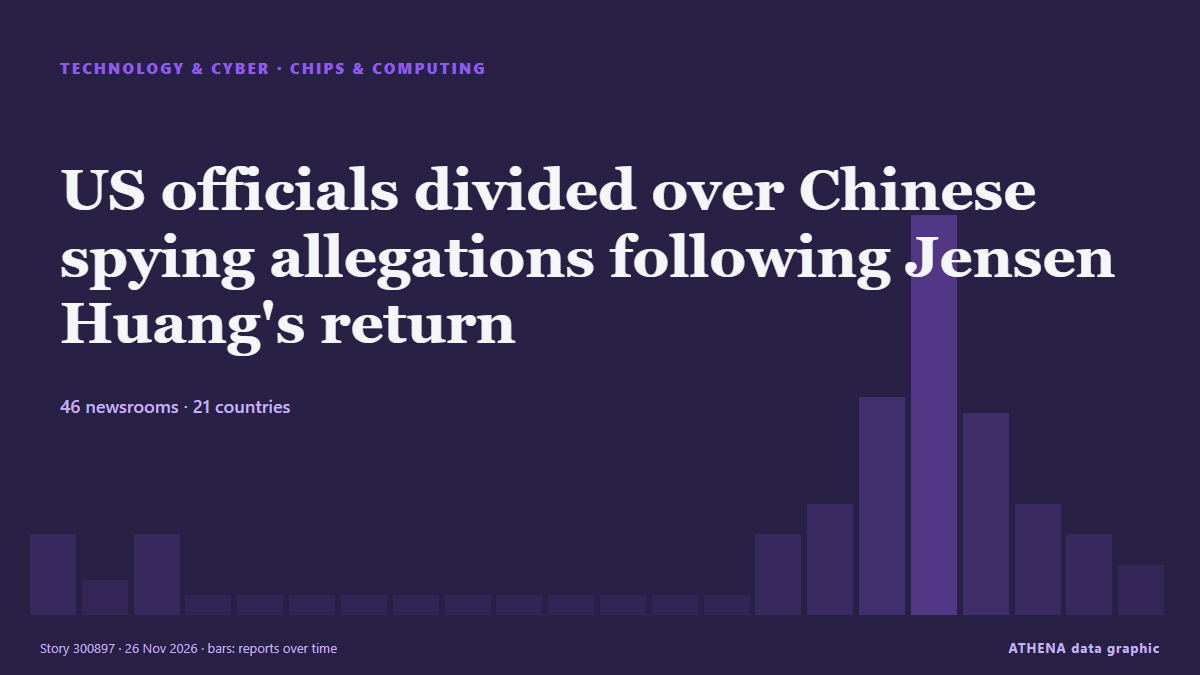 TECHNOLOGY & CYBER · CHIPS & COMPUTING
US officials divided over Chinese
spying allegations following Jensen
Huang's return
46 newsrooms · 21 countries
Story 300897 · 26 Nov 2026 · bars: reports over time
ATHENA data graphic